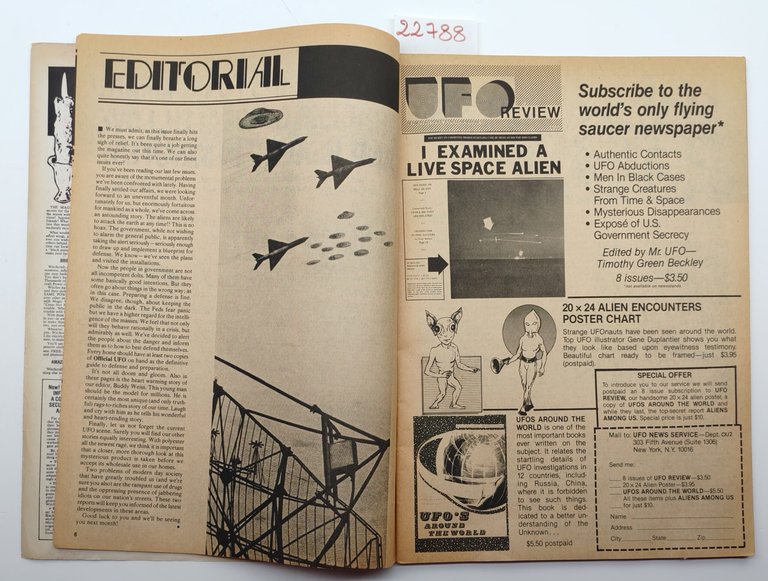 22788
EDITORIAL
■ We must admit, as this issue finally hits
the presses, we can finally breathe a long
sigh of relief. It's been quite a job getting
the magazine out this time. We can also
quite honestly say that it's one of our finest
issues ever!
If you've been reading our last few issues,
you are aware of the monumental problems
we've been confronted with lately. Having
finally settled our affairs, we were looking
forward to an uneventful month. Unfor-
tunately for us, but enormously fortuitous
for mankind as a whole, we've come across
an astounding story. The aliens are likely
to attack the earth at any time!! This is no
hoax. The government, while not wishing
to alarm the general public, is apparently
taking the alert seriously – seriously enough
to draw up and implement a blueprint for
defense. We know – we've seen the plans
and visited the installations.
Now the people in government are not
all incompetent dolts. Many of them have
some basically good intentions. But they
often go about things in the wrong way; as
in this case. Preparing a defense is fine.
We disagree, though, about keeping the
public in the dark. The Feds fear panic
but we have a higher regard for the intelli-
gence of the masses. We feel that not only
will they behave rationally in a crisis, but
admirably as well. We've decided to alert
the people about the danger and inform
them as to how to best defend themselves.
Every home should have at least two copies
of Official UFO on hand as the definitive
guide to defense and preparation.
It's not all doom and gloom. Also in
these pages is the heart warming story of
our editor, Buddy Weiss. This young man
could be the model for millions. He is
certainly the most unique (and only truth-
ful) rags-to-riches story of our time. Laugh
and cry with him as he tells his wonderful
and heart-rending story.
Finally, let us not forget the current
UFO scene. Surely you will find our other
stories equally interesting. With polyester
all the newest rage, we think it is important
that a closer, more thorough look at this
mysterious product is taken before we
accept its wholesale use in our homes.
Two problems of modern day society
that have greatly troubled us (and we're
sure you also) are the rampant use of drugs
and the oppressing presence of jabbering
idiots on our nation's streets. These two
reports will keep you informed of the latest
developments in these areas.
Good luck to you and we'll be seeing
you next month!
6
UFO
REVIEW
I EXAMINED A
LIVE SPACE ALIEN
Subscribe to the
world's only flying
saucer newspaper*
• Authentic Contacts
• UFO Abductions
• Men In Black Cases
• Strange Creatures
From Time & Space
• Mysterious Disappearances
• Exposé of U.S.
Government Secrecy
Edited by Mr. UFO—
Timothy Green Beckley
8 issues—$3.50
*not available on newsstands
20 x 24 ALIEN ENCOUNTERS
POSTER CHART
Strange UFOnauts have been seen around the world.
Top UFO illustrator Gene Duplantier shows you what
they look like based upon eyewitness testimony.
Beautiful chart ready to be framed—just $3.95
(postpaid)
SPECIAL OFFER
To introduce you to our service we will send
postpaid an 8 issue subscription to UFO
REVIEW, our handsome 20 x 24 alien poster, a
copy of UFOS AROUND THE WORLD and
while they last, the top-secret report ALIENS
AMONG US. Special price is just $10.
Mail to: UFO NEWS SERVICE—Dept. OU2
303 Fifth Avenue (Suite 1306)
New York, N.Y. 10016
Send me:
8 issues of UFO REVIEW—$3.50
20 x 24 Alien Poster—$3.95
UFOS AROUND THE WORLD—$5.50
All these items plus ALIENS AMONG US
for just $10.
Name
Address
City State Zip
UFO'S
AROUND
THE WORLD
UFOS AROUND THE
WORLD is one of the
most important books
ever written on the
subject. It relates the
startling details of
UFO investigations in
12 countries, includ-
ing Russia, China,
where it is forbidden
to see such things.
This book is ded-
icated to a better un-
derstanding of the
Unknown . . .
$5.50 postpaid